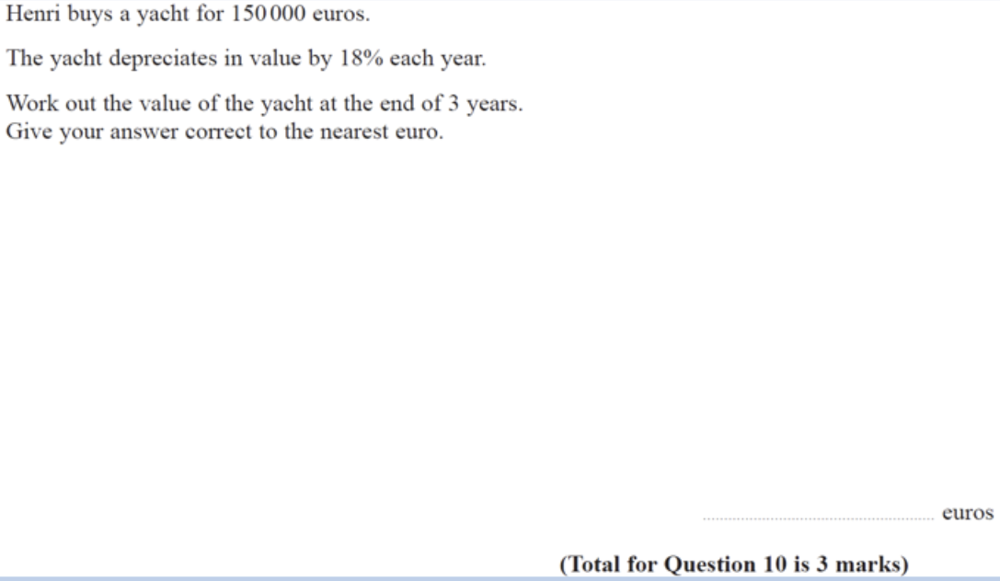 Henri buys a yacht for 150 000 euros.
The yacht depreciates in value by 18% each year.
Work out the value of the yacht at the end of 3 years.
Give your answer correct to the nearest euro.
euros
(Total for Question 10 is 3 marks)